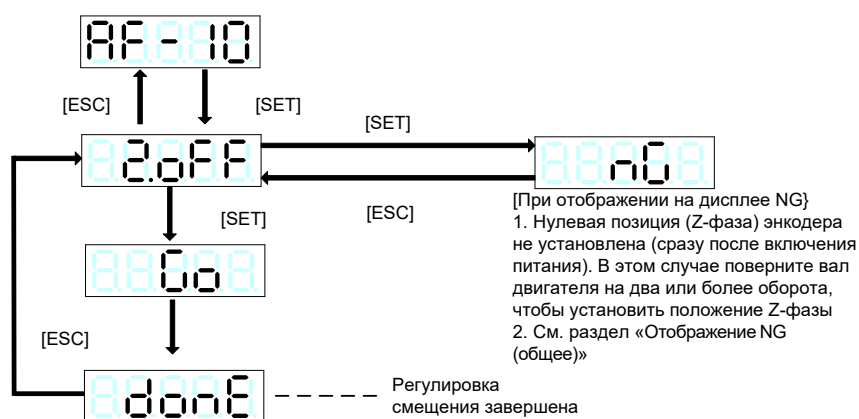 AF-10
[ESC]
[SET]
2.oFF
[SET]
nG
[ESC]
[SET]
[При отображении на дисплее NG}
1. Нулевая позиция (Z-фаза) энкодера
не установлена (сразу после включения
питания). В этом случае поверните вал
двигателя на два или более оборота,
чтобы установить положение Z-фазы
2. См. раздел «Отображение NG
(общее)»
Go
[ESC]
donE
Регулировка
смещения завершена